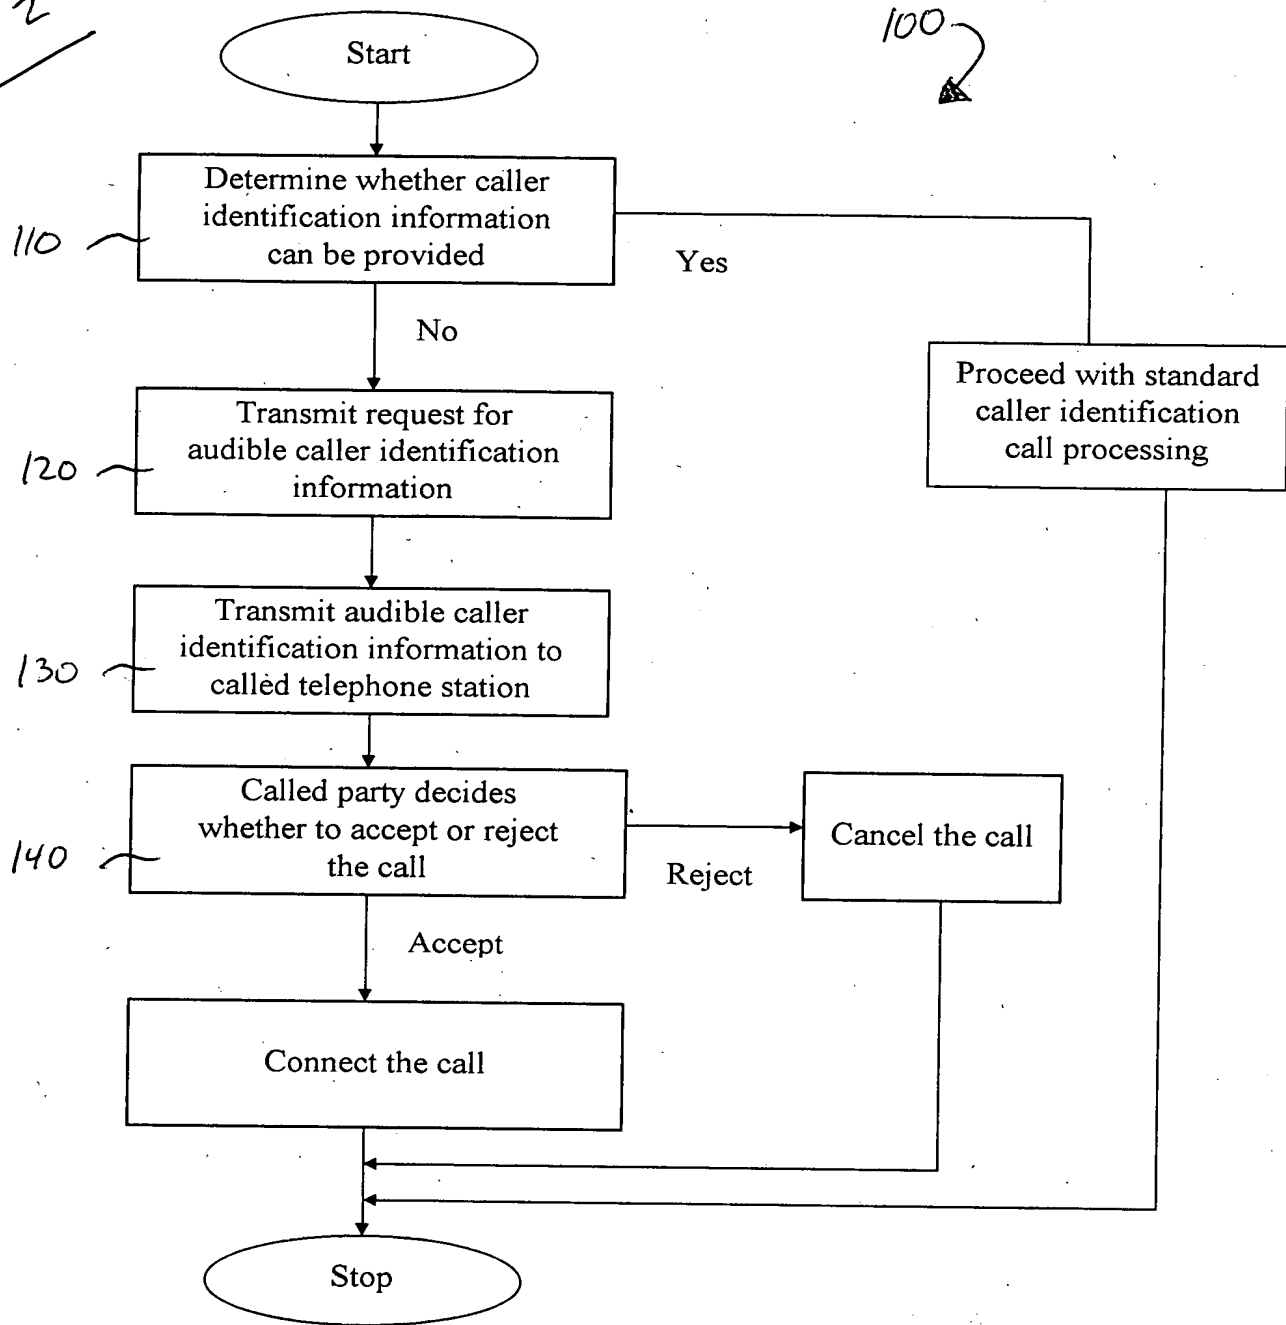 2
100
Start
Determine whether caller
identification information
can be provided
110
Yes
No
Proceed with standard
caller identification
call processing
Transmit request for
audible caller identification
information
120
Transmit audible caller
identification information to
called telephone station
130
Called party decides
whether to accept or reject
the call
140
Reject
Cancel the call
Accept
Connect the call
Stop